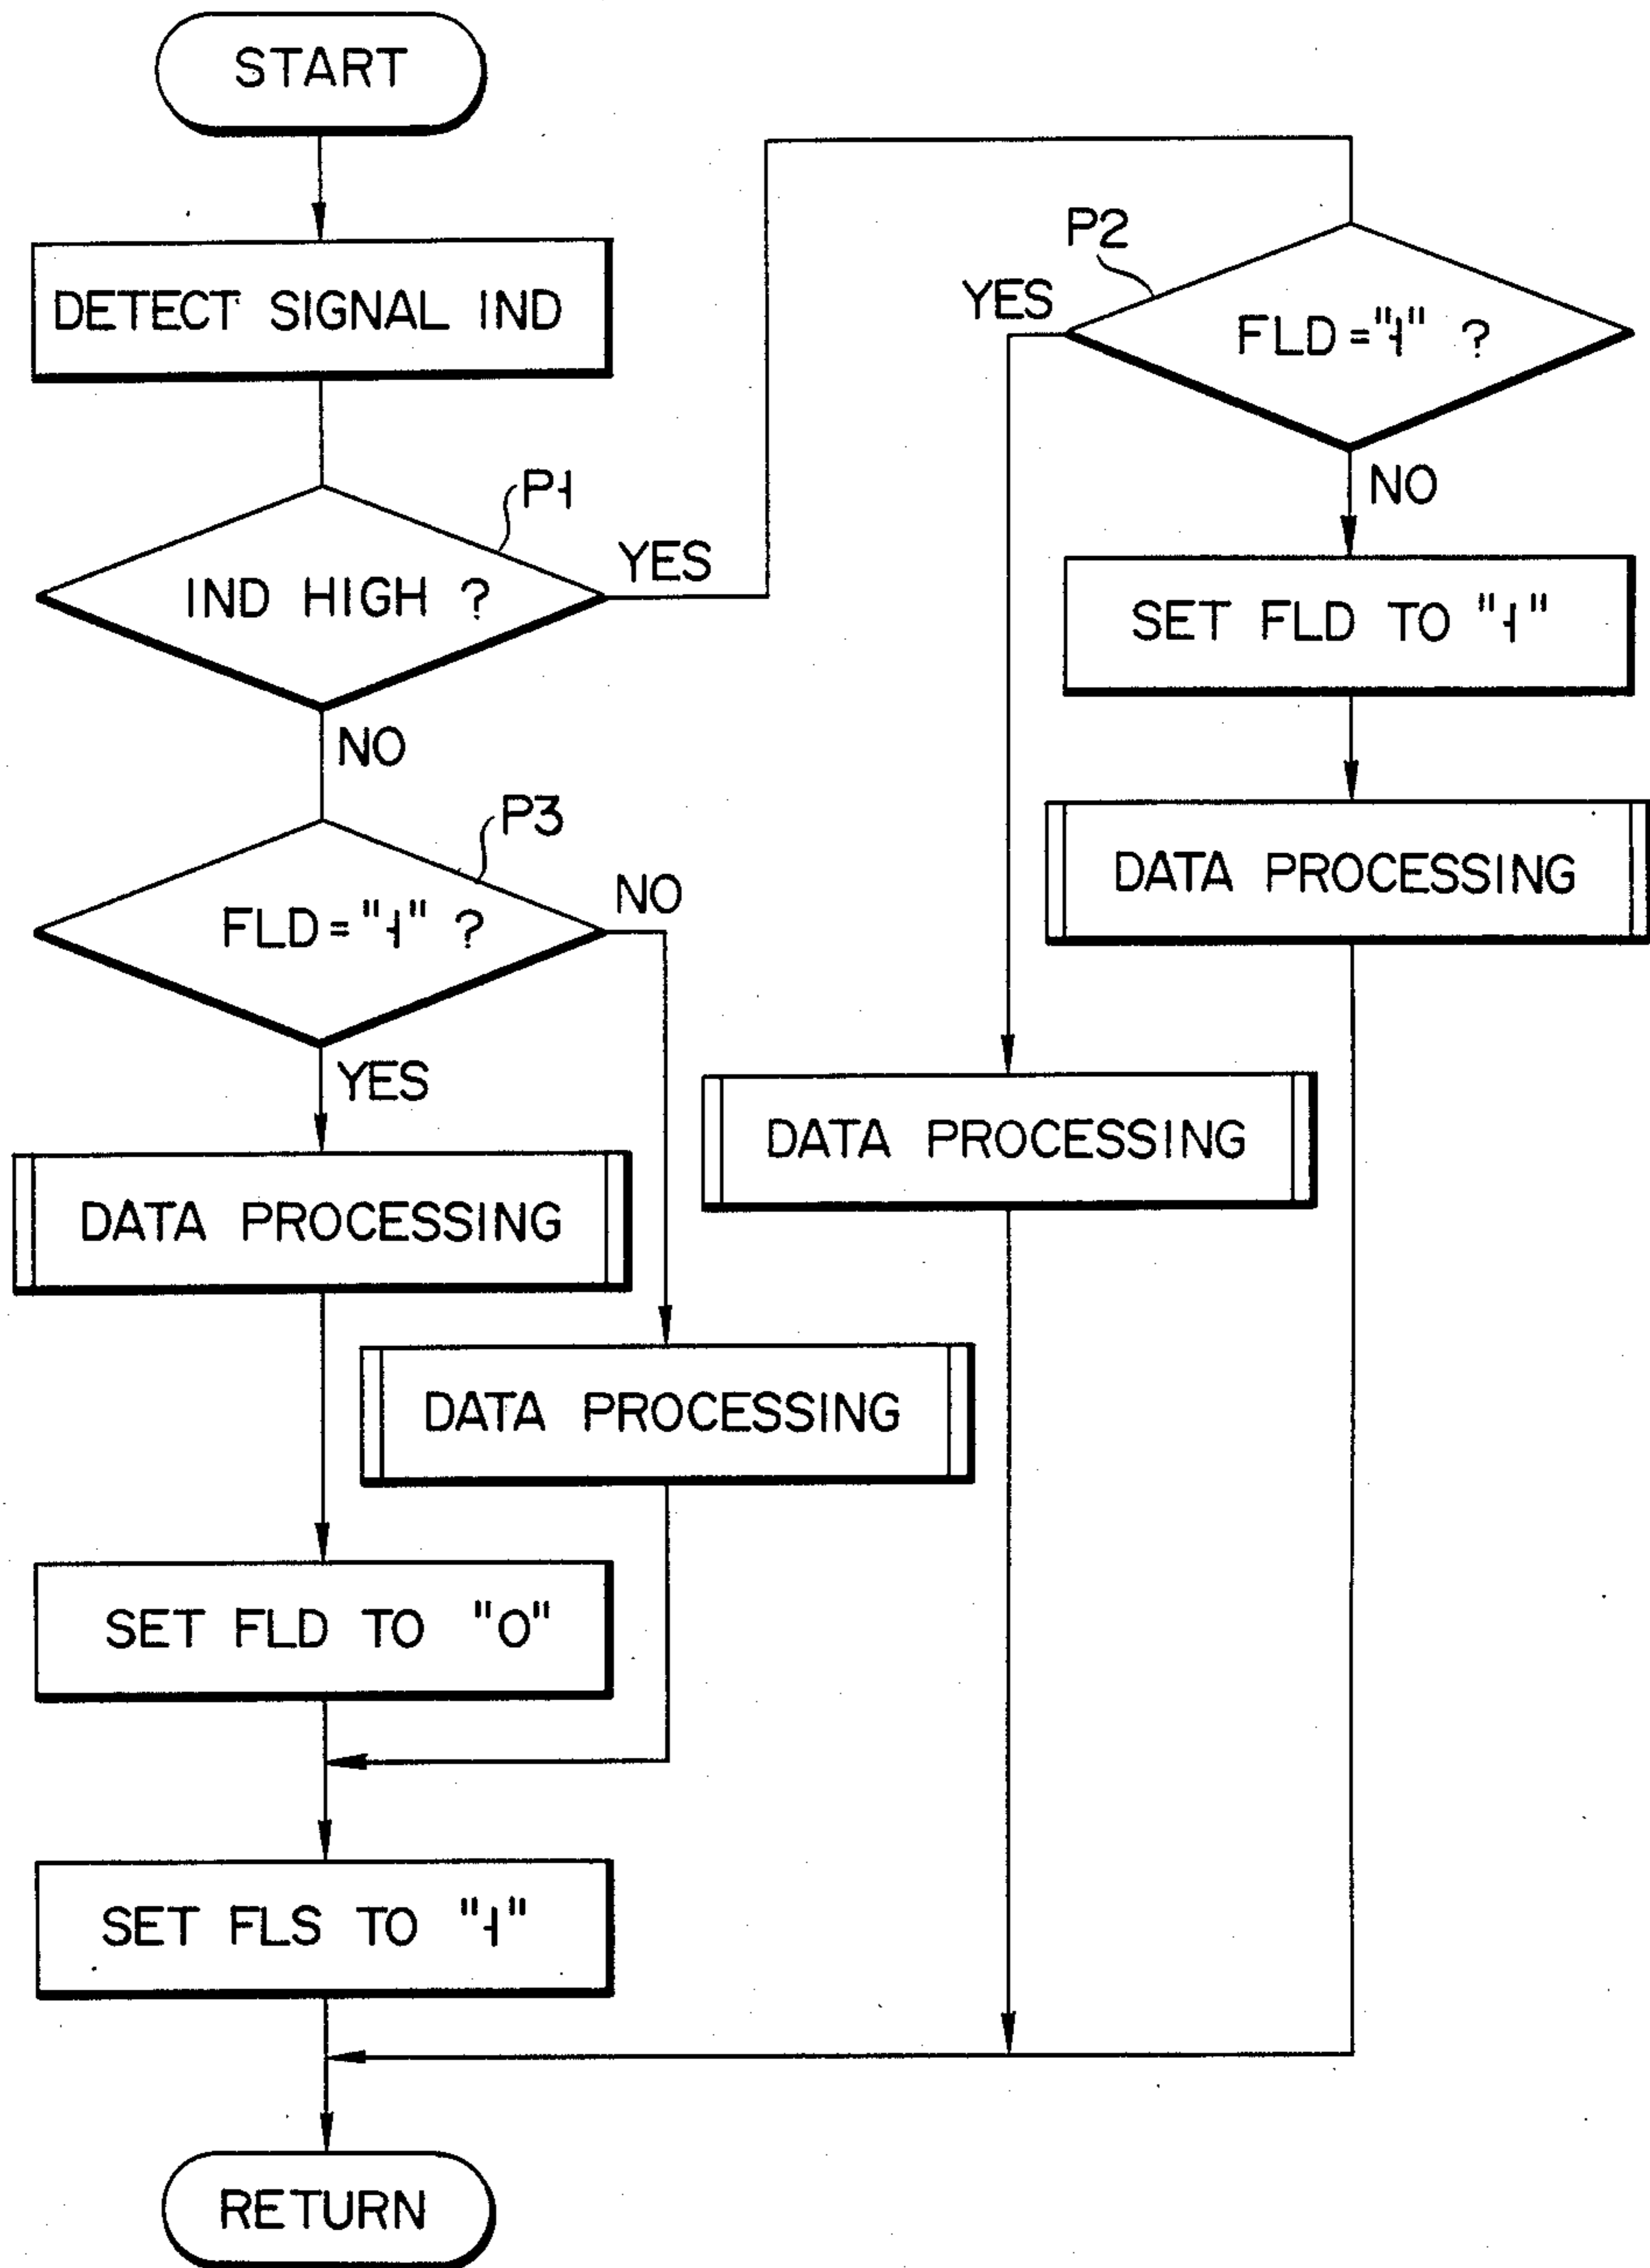 START
DETECT SIGNAL IND
P1
IND HIGH ?
YES
NO
P3
FLD="1" ?
NO
YES
DATA PROCESSING
DATA PROCESSING
SET FLD TO "0"
SET FLS TO "1"
RETURN
P2
YES
FLD="1" ?
NO
SET FLD TO "1"
DATA PROCESSING
DATA PROCESSING